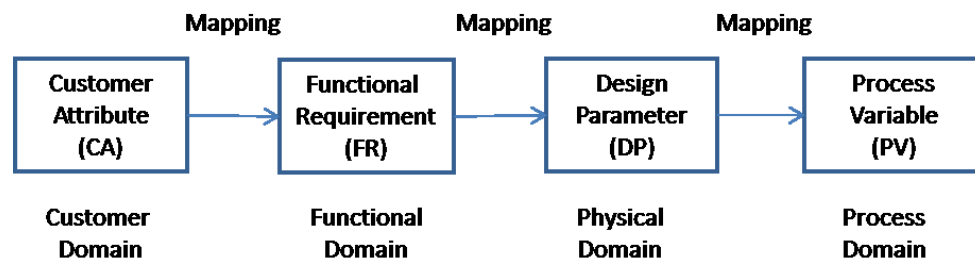 Mapping
Mapping
Mapping
Customer
Attribute
(CA)
Functional
Requirement
(FR)
Design
Parameter
(DP)
Process
Variable
(PV)
Customer
Domain
Functional
Domain
Physical
Domain
Process
Domain